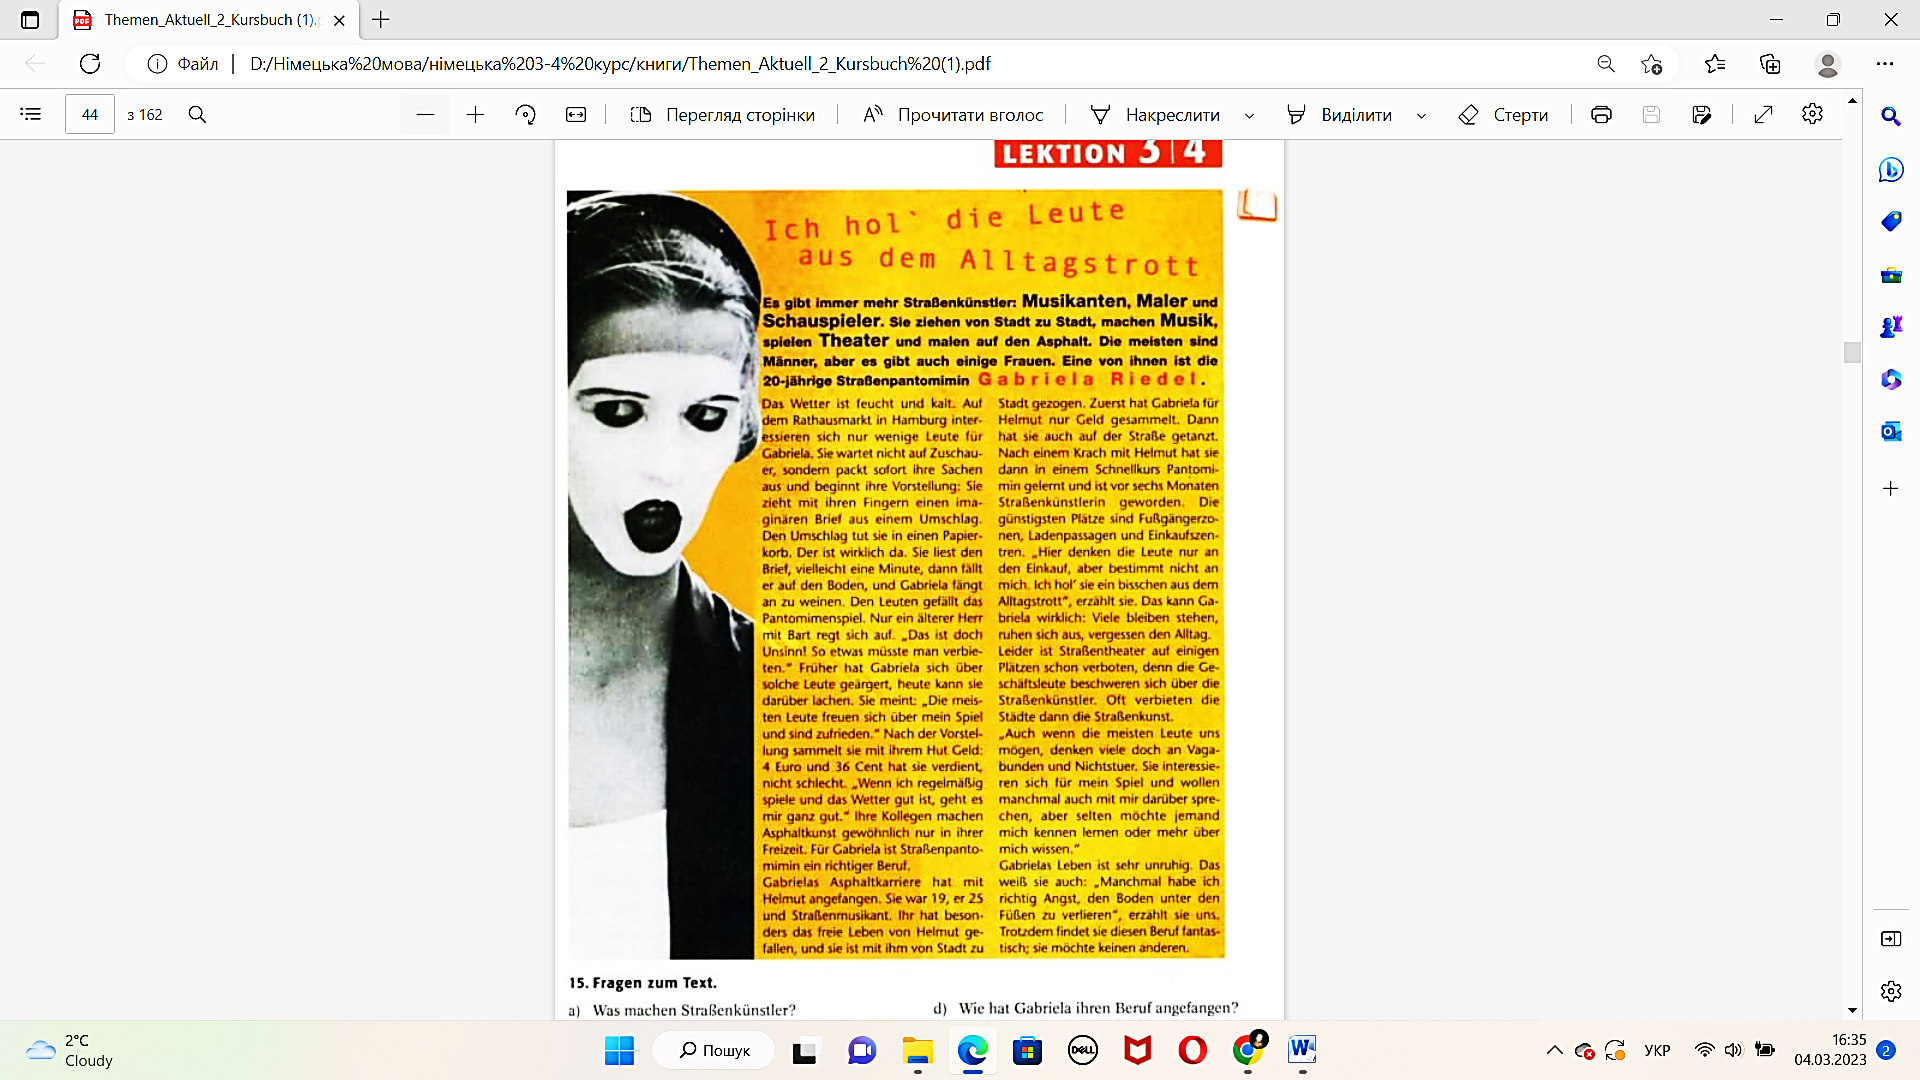 Themen_Aktuell_2_Kursbuch (1).p
Файл
D:/Німецька%20мова/німецька%203-4%20курс/книги/Themen_Aktuell_2_Kursbuch%20(1).pdf
44 з 162
Перегляд сторінки
Прочитати вголос
Накреслити
Виділити
Стерти
LEKTION 3 | 4
Ich hol` die Leute
aus dem Alltagstrott
Es gibt immer mehr Straßenkünstler: Musikanten, Maler und
Schauspieler. Sie ziehen von Stadt zu Stadt, machen Musik,
spielen Theater und malen auf den Asphalt. Die meisten sind
Männer, aber es gibt auch einige Frauen. Eine von ihnen ist die
20-jährige Straßenpantomimin Gabriela Riedel.
Das Wetter ist feucht und kalt. Auf
dem Rathausmarkt in Hamburg inter-
essieren sich nur wenige Leute für
Gabriela. Sie wartet nicht auf Zuschau-
er, sondern packt sofort ihre Sachen
aus und beginnt ihre Vorstellung: Sie
zieht mit ihren Fingern einen ima-
ginären Brief aus einem Umschlag.
Den Umschlag tut sie in einen Papier-
korb. Der ist wirklich da. Sie liest den
Brief, vielleicht eine Minute, dann fällt
er auf den Boden, und Gabriela fängt
an zu weinen. Den Leuten gefällt das
Pantomimenspiel. Nur ein älterer Herr
mit Bart regt sich auf. „Das ist doch
Unsinn! So etwas müsste man verbie-
ten.“ Früher hat Gabriela sich über
solche Leute geärgert, heute kann sie
darüber lachen. Sie meint: „Die meis-
ten Leute freuen sich über mein Spiel
und sind zufrieden.“ Nach der Vorstel-
lung sammelt sie mit ihrem Hut Geld:
4 Euro und 36 Cent hat sie verdient,
nicht schlecht. „Wenn ich regelmäßig
spiele und das Wetter gut ist, geht es
mir ganz gut.“ Ihre Kollegen machen
Asphaltkunst gewöhnlich nur in ihrer
Freizeit. Für Gabriela ist Straßenpanto-
mimin ein richtiger Beruf.
Gabrielas Asphaltkarriere hat mit
Helmut angefangen. Sie war 19, er 25
und Straßenmusikant. Ihr hat beson-
ders das freie Leben von Helmut ge-
fallen, und sie ist mit ihm von Stadt zu
Stadt gezogen. Zuerst hat Gabriela für
Helmut nur Geld gesammelt. Dann
hat sie auch auf der Straße getanzt.
Nach einem Krach mit Helmut hat sie
dann in einem Schnellkurs Pantomi-
min gelernt und ist vor sechs Monaten
Straßenkünstlerin geworden. Die
günstigsten Plätze sind Fußgängerzo-
nen, Ladenpassagen und Einkaufszen-
tren. „Hier denken die Leute nur an
den Einkauf, aber bestimmt nicht an
mich. Ich hol’ sie ein bisschen aus dem
Alltagstrott“, erzählt sie. Das kann Ga-
briela wirklich: Viele bleiben stehen,
ruhen sich aus, vergessen den Alltag.
Leider ist Straßentheater auf einigen
Plätzen schon verboten, denn die Ge-
schäftsleute beschweren sich über die
Straßenkünstler. Oft verbieten die
Städte dann die Straßenkunst.
„Auch wenn die meisten Leute uns
mögen, denken viele doch an Vaga-
bunden und Nichtstuer. Sie interessie-
ren sich für mein Spiel und wollen
manchmal auch mit mir darüber spre-
chen, aber selten möchte jemand
mich kennen lernen oder mehr über
mich wissen.“
Gabrielas Leben ist sehr unruhig. Das
weiß sie auch: „Manchmal habe ich
richtig Angst, den Boden unter den
Füßen zu verlieren“, erzählt sie uns.
Trotzdem findet sie diesen Beruf fantas-
tisch; sie möchte keinen anderen.
15. Fragen zum Text.
a) Was machen Straßenkünstler?
d) Wie hat Gabriela ihren Beruf angefangen?
2°C
Cloudy
Пошук
DELL
УКР
16:35
04.03.2023
2